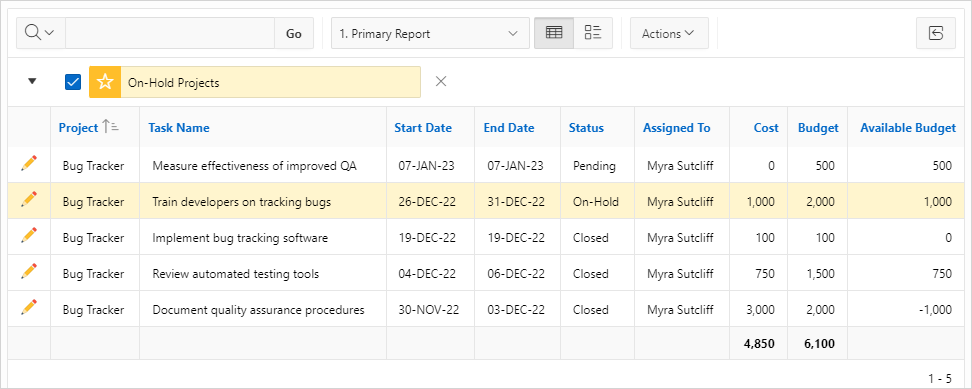 Go 1. Primary Report Actions
On-Hold Projects
Project Task Name Start Date End Date Status Assigned To Cost Budget Available Budget
Bug Tracker Measure effectiveness of improved QA 07-JAN-23 07-JAN-23 Pending Myra Sutcliff 0 500 500
Bug Tracker Train developers on tracking bugs 26-DEC-22 31-DEC-22 On-Hold Myra Sutcliff 1,000 2,000 1,000
Bug Tracker Implement bug tracking software 19-DEC-22 19-DEC-22 Closed Myra Sutcliff 100 100 0
Bug Tracker Review automated testing tools 04-DEC-22 06-DEC-22 Closed Myra Sutcliff 750 1,500 750
Bug Tracker Document quality assurance procedures 30-NOV-22 03-DEC-22 Closed Myra Sutcliff 3,000 2,000 -1,000
4,850 6,100
1 - 5